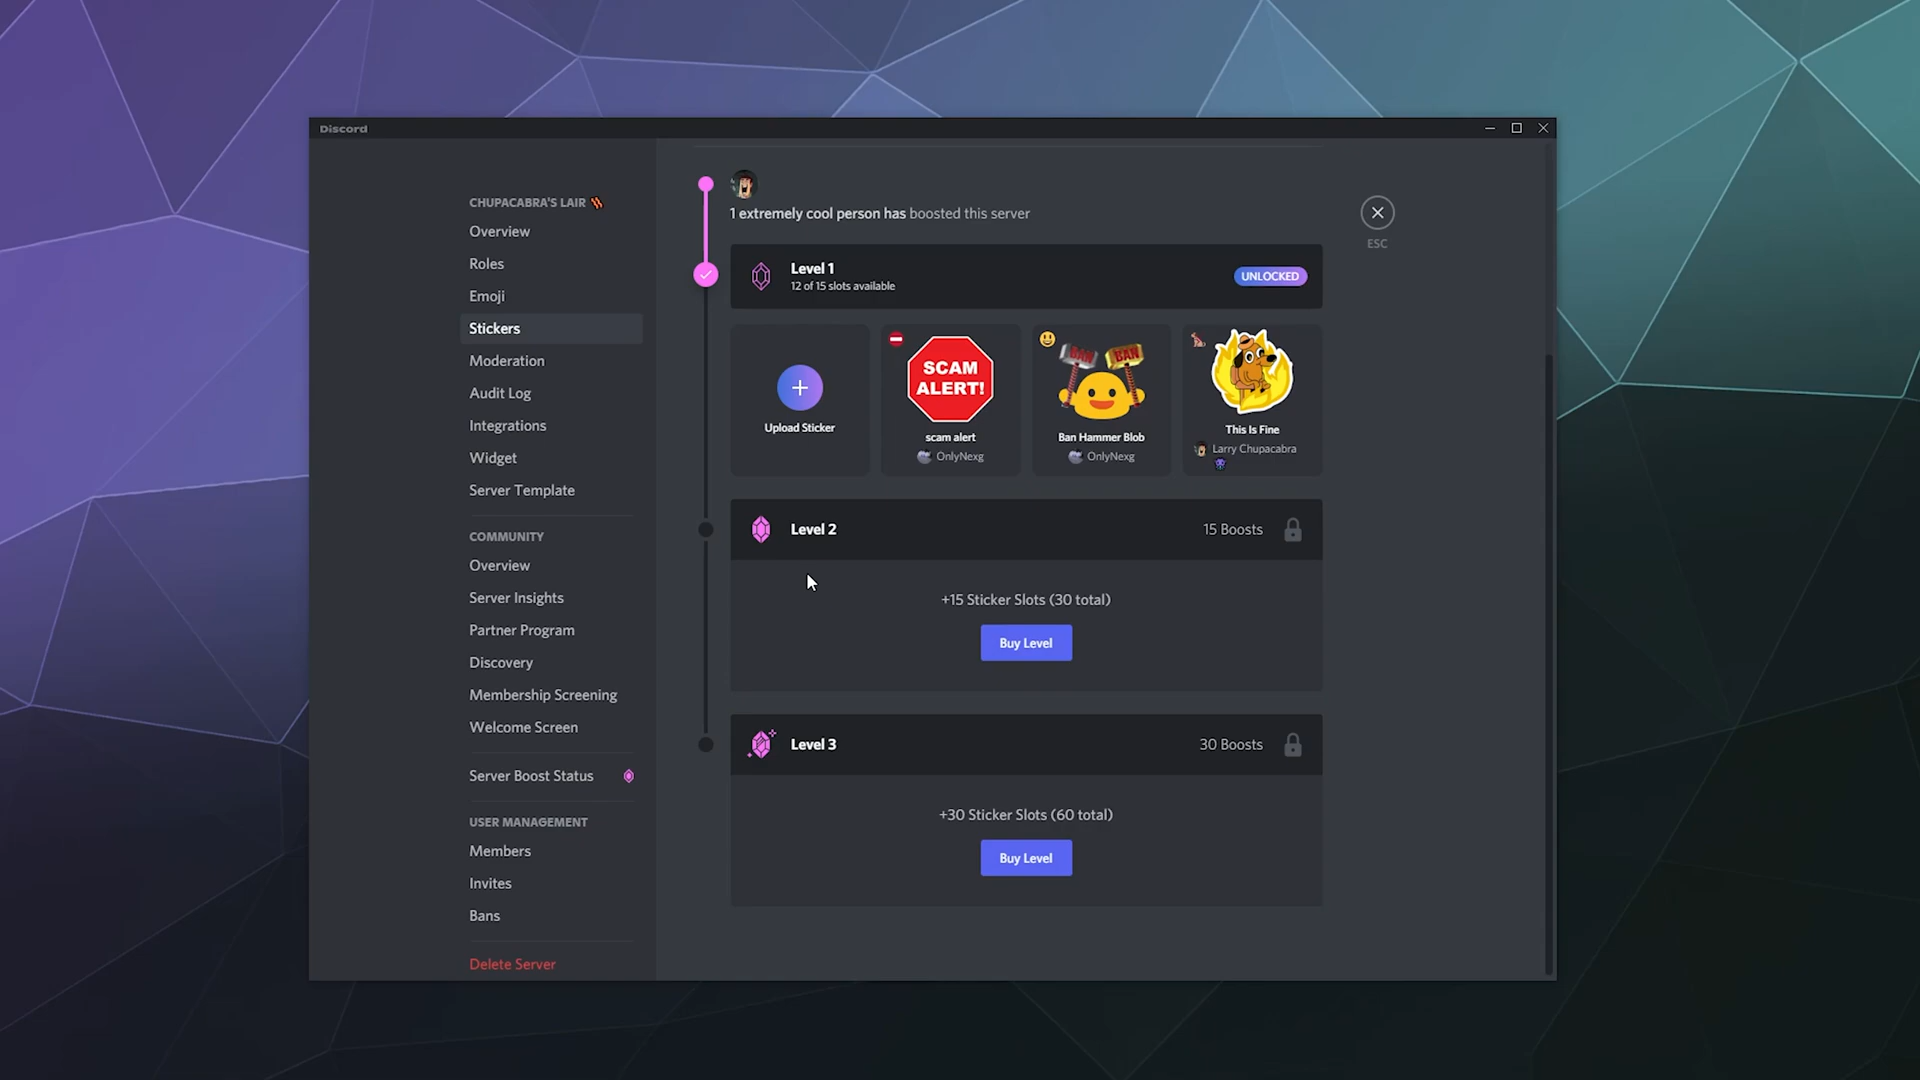 Discord
CHUPACABRA'S LAIR
Overview
Roles
Emoji
Stickers
Moderation
Audit Log
Integrations
Widget
Server Template
COMMUNITY
Overview
Server Insights
Partner Program
Discovery
Membership Screening
Welcome Screen
Server Boost Status
USER MANAGEMENT
Members
Invites
Bans
Delete Server
1 extremely cool person has boosted this server
ESC
Level 1
12 of 15 slots available
UNLOCKED
Upload Sticker
SCAM
ALERT!
scam alert
OnlyNexg
BAN BAN
Ban Hammer Blob
OnlyNexg
This Is Fine
Larry Chupacabra
Level 2
15 Boosts
+15 Sticker Slots (30 total)
Buy Level
Level 3
30 Boosts
+30 Sticker Slots (60 total)
Buy Level